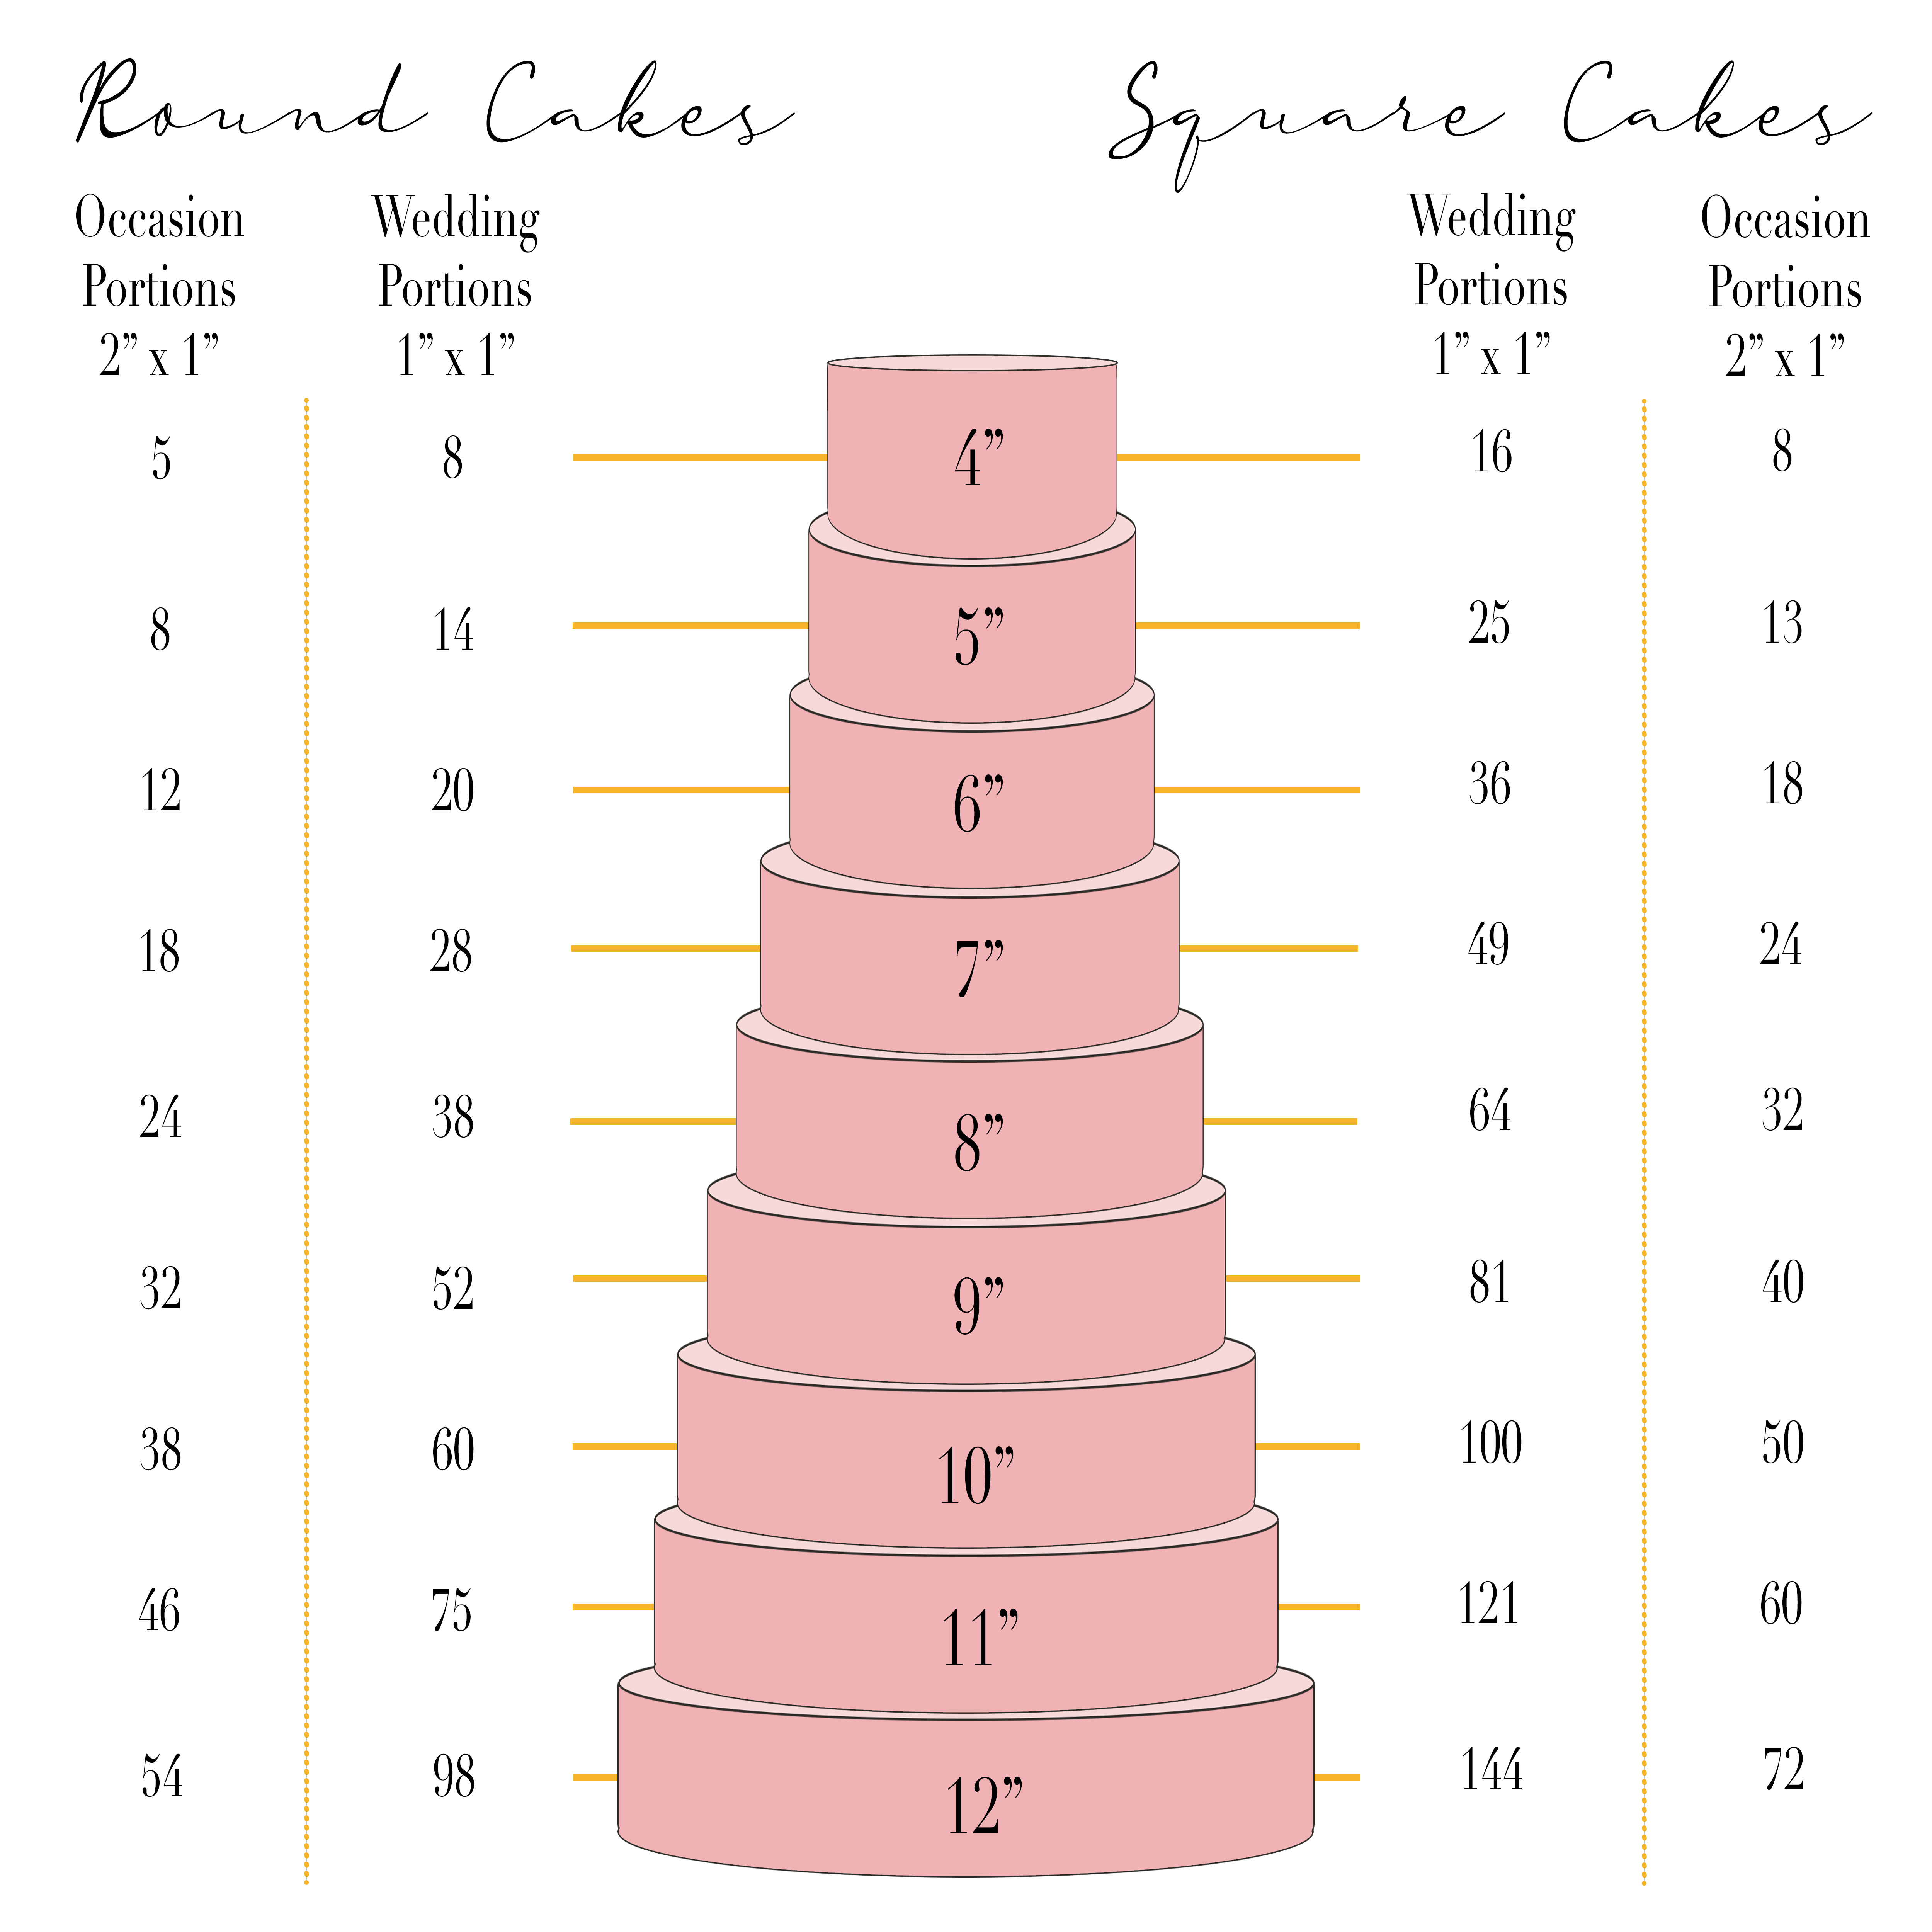 Round Cakes
Square Cakes
Occasion
Portions
2” x 1”
Wedding
Portions
1” x 1”
Wedding
Portions
1” x 1”
Occasion
Portions
2” x 1”
5 8 4” 16 8
8 14 5” 25 13
12 20 6” 36 18
18 28 7” 49 24
24 38 8” 64 32
32 52 9” 81 40
38 60 10” 100 50
46 75 11” 121 60
54 98 12” 144 72